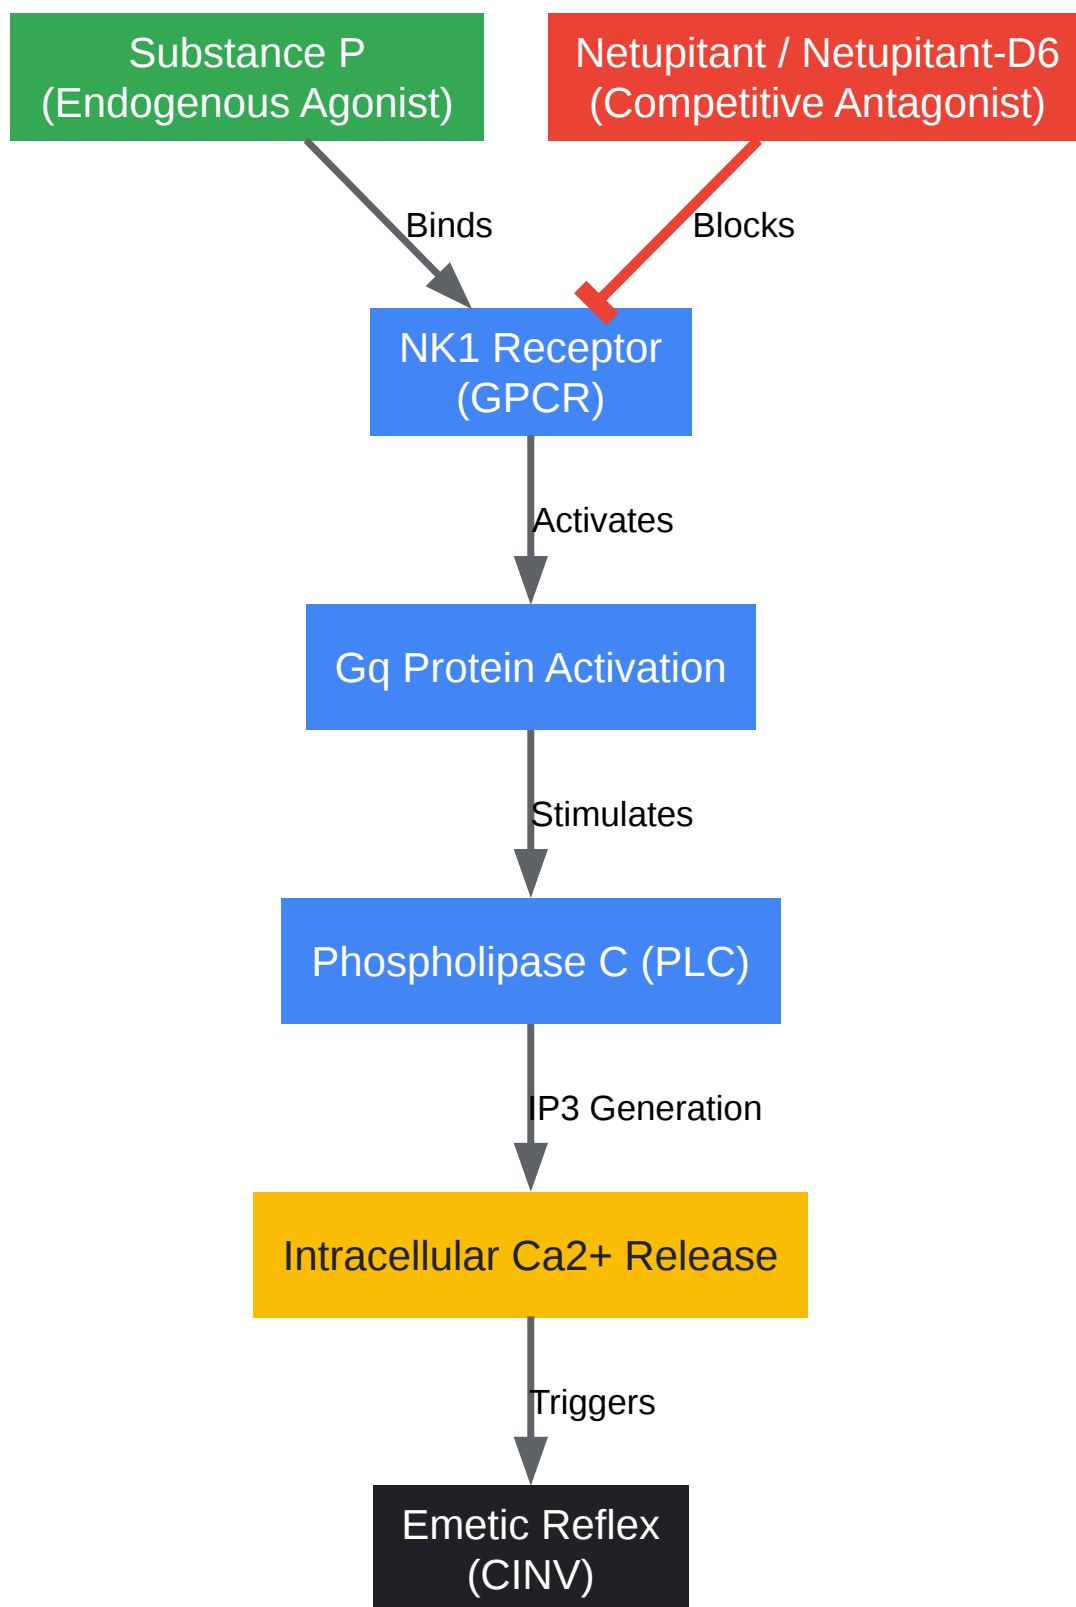 Substance P
(Endogenous Agonist)
Netupitant / Netupitant-D6
(Competitive Antagonist)
Binds
Blocks
NK1 Receptor
(GPCR)
Activates
Gq Protein Activation
Stimulates
Phospholipase C (PLC)
IP3 Generation
Intracellular Ca2+ Release
Triggers
Emetic Reflex
(CINV)